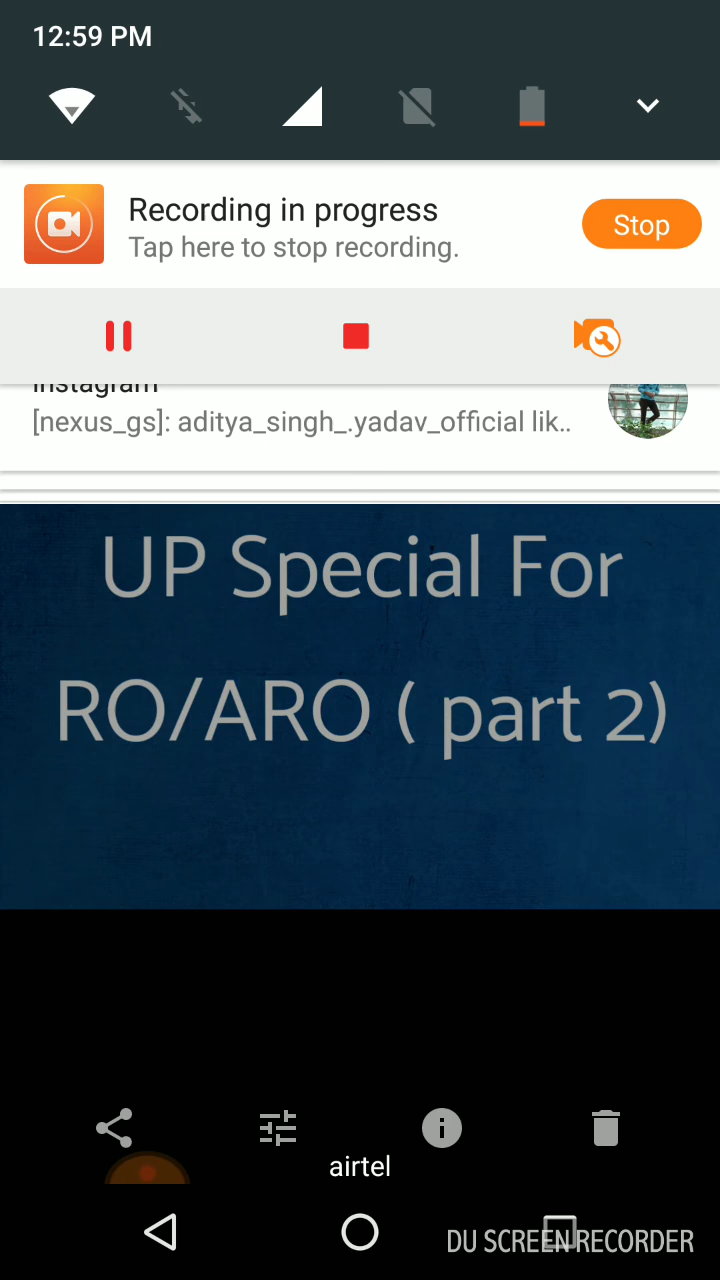 12:59 PM
Recording in progress
Tap here to stop recording.
Stop
Instagram
[nexus_gs]: aditya_singh_.yadav_official lik..
UP Special For
RO/ARO ( part 2)
airtel
DU SCREEN RECORDER